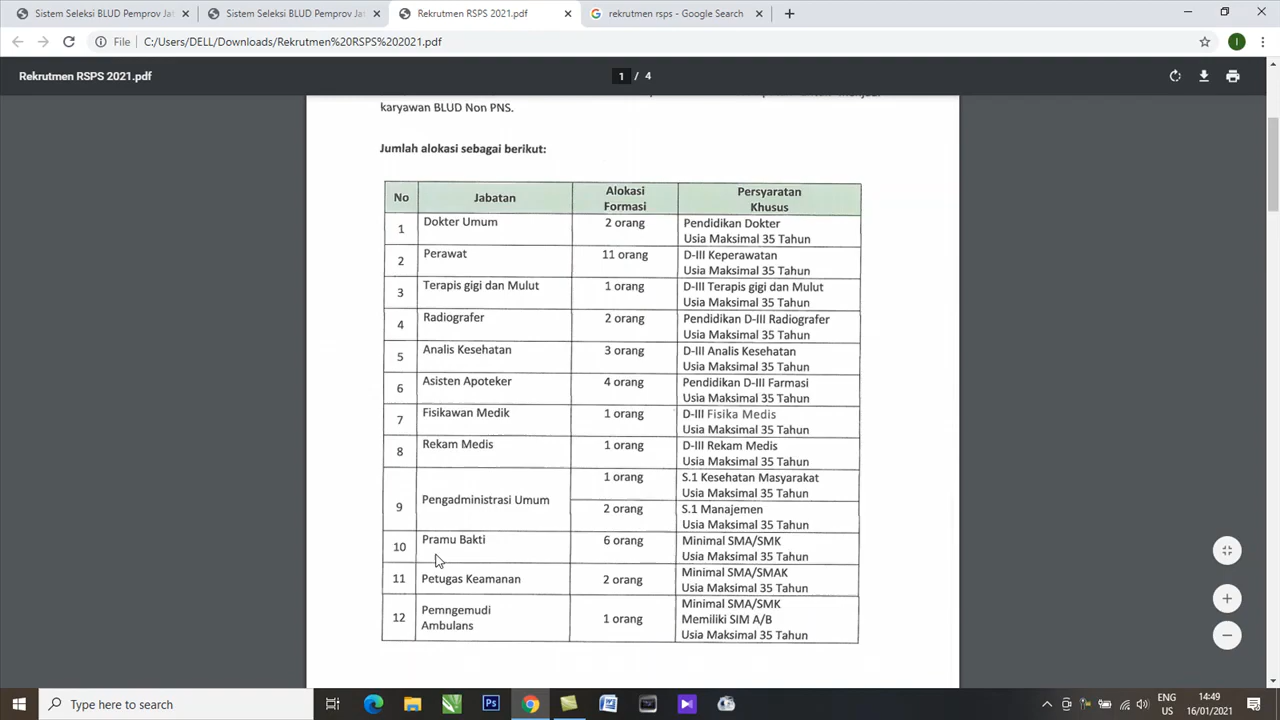 Sistem Seleksi BLUD Pemprov Jat
Sistem Seleksi BLUD Pemprov Jat
Rekrutmen RSPS 2021.pdf
rekrutmen rsps - Google Search
File
C:/Users/DELL/Downloads/Rekrutmen%20RSPS%202021.pdf
I
Rekrutmen RSPS 2021.pdf
1 / 4
karyawan BLUD Non PNS.
Jumlah alokasi sebagai berikut:
No Jabatan Alokasi Formasi Persyaratan Khusus
1 Dokter Umum 2 orang Pendidikan Dokter
Usia Maksimal 35 Tahun
2 Perawat 11 orang D-III Keperawatan
Usia Maksimal 35 Tahun
3 Terapis gigi dan Mulut 1 orang D-III Terapis gigi dan Mulut
Usia Maksimal 35 Tahun
4 Radiografer 2 orang Pendidikan D-III Radiografer
Usia Maksimal 35 Tahun
5 Analis Kesehatan 3 orang D-III Analis Kesehatan
Usia Maksimal 35 Tahun
6 Asisten Apoteker 4 orang Pendidikan D-III Farmasi
Usia Maksimal 35 Tahun
7 Fisikawan Medik 1 orang D-III Fisika Medis
Usia Maksimal 35 Tahun
8 Rekam Medis 1 orang D-III Rekam Medis
Usia Maksimal 35 Tahun
9 Pengadministrasi Umum 1 orang S.1 Kesehatan Masyarakat
Usia Maksimal 35 Tahun
2 orang S.1 Manajemen
Usia Maksimal 35 Tahun
10 Pramu Bakti 6 orang Minimal SMA/SMK
Usia Maksimal 35 Tahun
11 Petugas Keamanan 2 orang Minimal SMA/SMAK
Usia Maksimal 35 Tahun
12 Pemngemudi Ambulans 1 orang Minimal SMA/SMK
Memiliki SIM A/B
Usia Maksimal 35 Tahun
Type here to search
Ps
ENG
US
14:49
16/01/2021